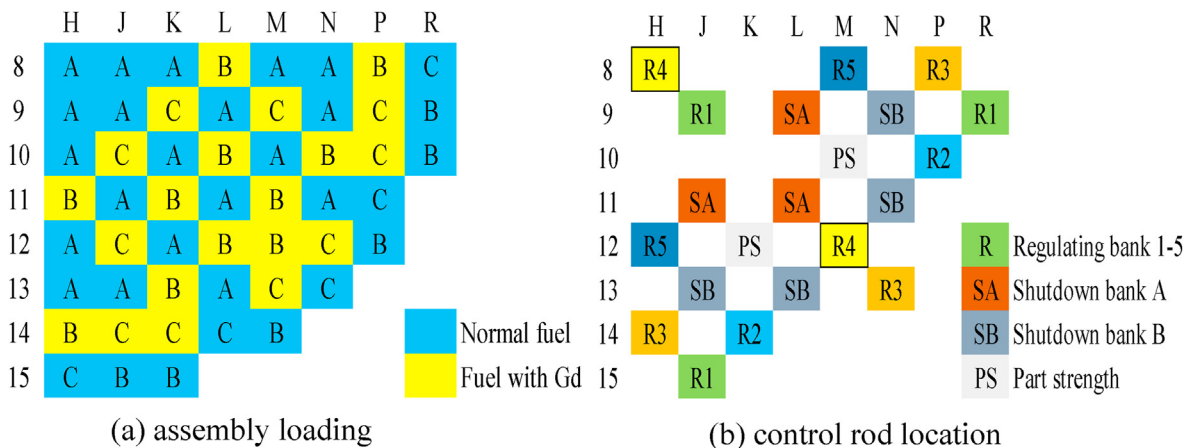 H J K L M N P R
8 A A A B A A B C
9 A A C A C A C B
10 A C A B A B C B
11 B A B A B A C
12 A C A B B C B
13 A A B A C C
14 B C C C B
15 C B B
Normal fuel
Fuel with Gd
(a) assembly loading
H J K L M N P R
8 R4 R5 R3
9 R1 SA SB R1
10 PS R2
11 SA SA SB
12 R5 PS R4
13 SB SB R3
14 R3 R2
15 R1
R Regulating bank 1-5
SA Shutdown bank A
SB Shutdown bank B
PS Part strength
(b) control rod location